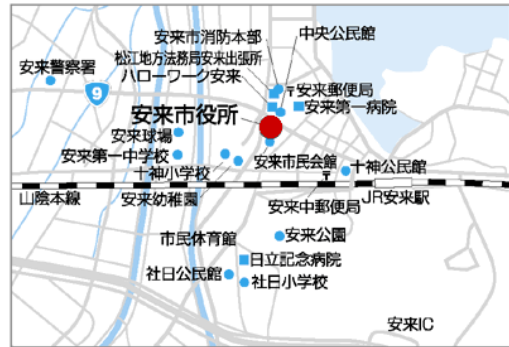 安来市消防本部
中央公民館
松江地方法務局安来出張所
ハローワーク安来
安来警察署
9
安来郵便局
安来第一病院
安来市役所
安来球場
安来第一中学校
十神小学校
安来市民会館
十神公民館
山陰本線
安来幼稚園
安来中郵便局
JR安来駅
市民体育館
安来公園
日立記念病院
社日公民館
社日小学校
安来IC